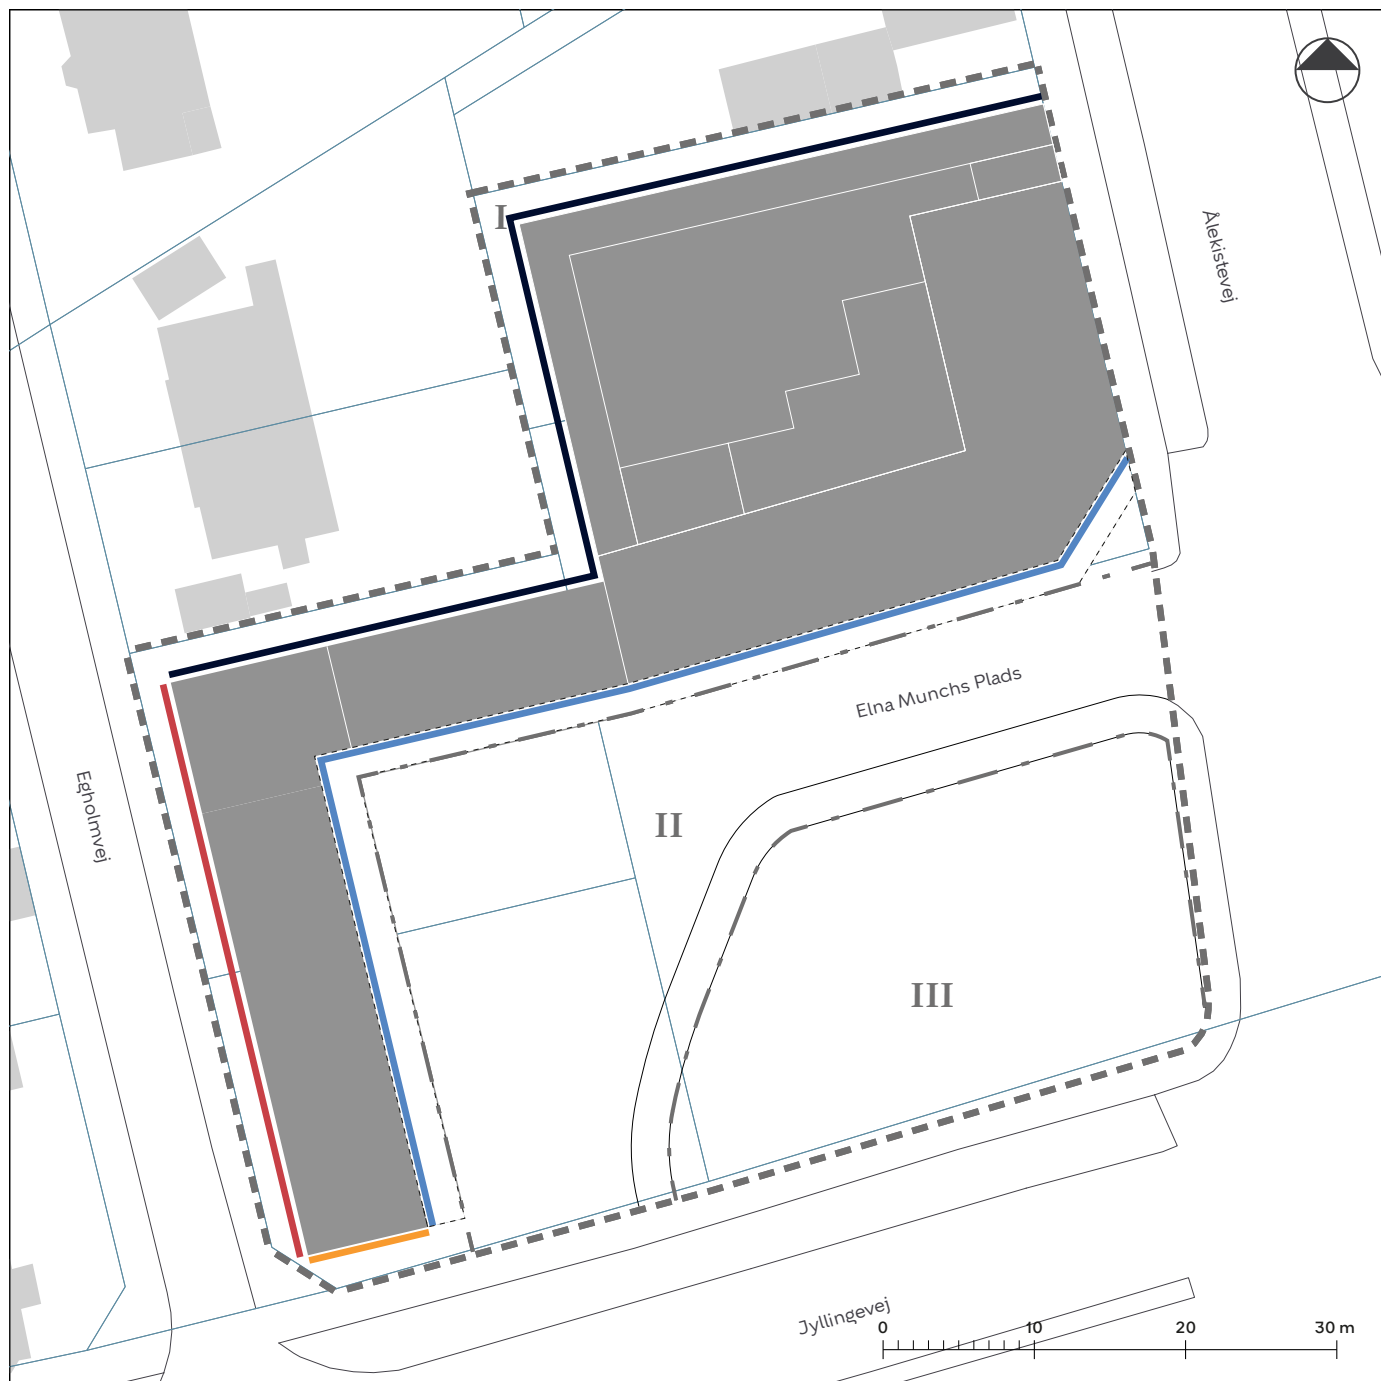 I
Ålekistevej
Elna Munchs Plads
Egholmvej
II
III
Jyllingevej
0 10 20 30 m